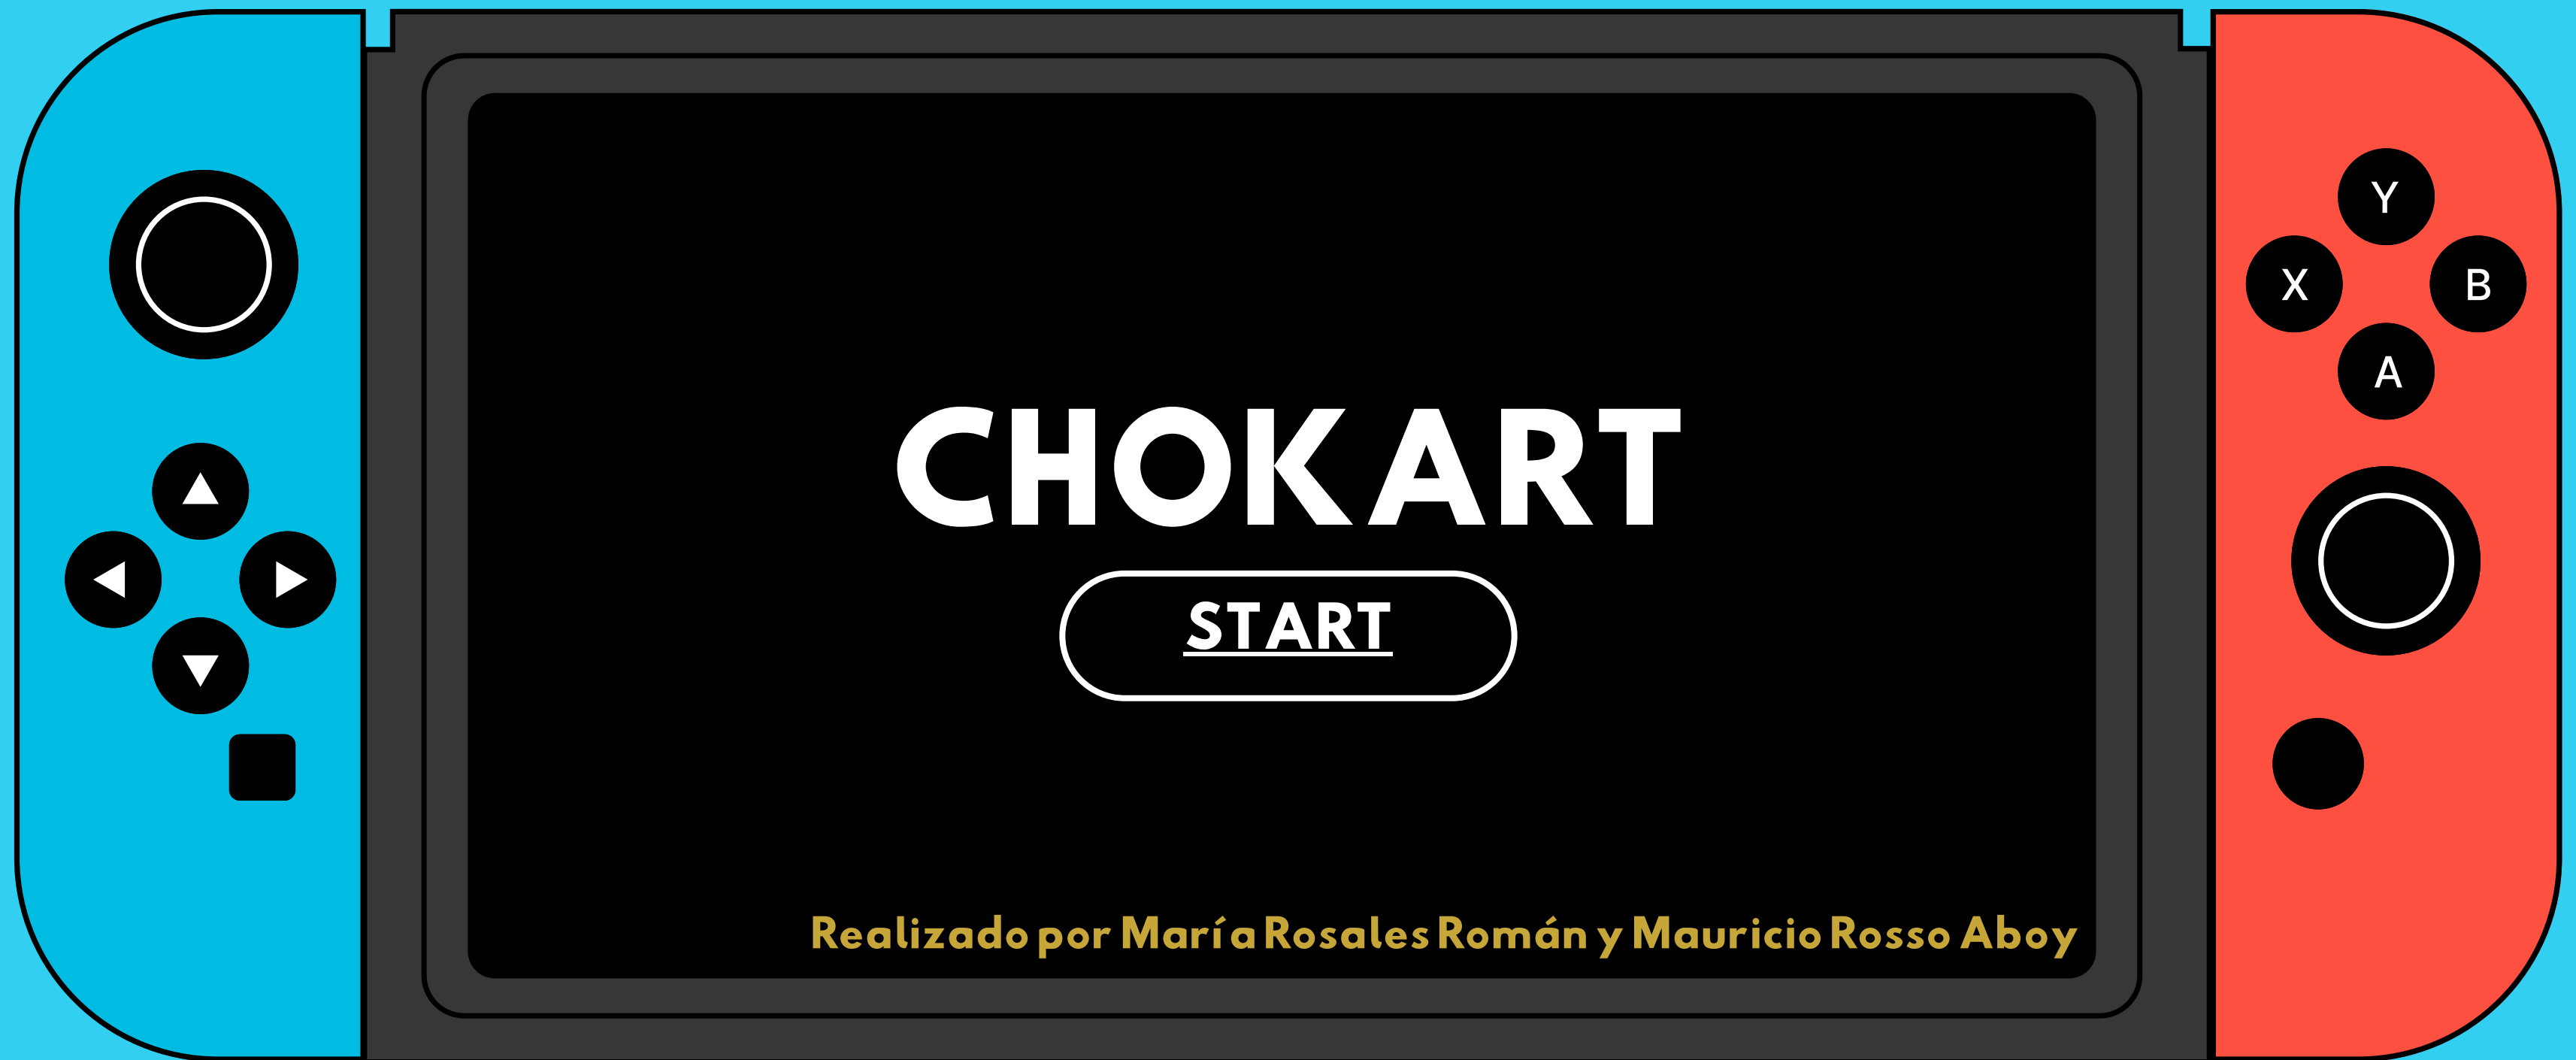 CHOKART
START
Realizado por María Rosales Román y Mauricio Rosso Aboy
Y
X
B
A